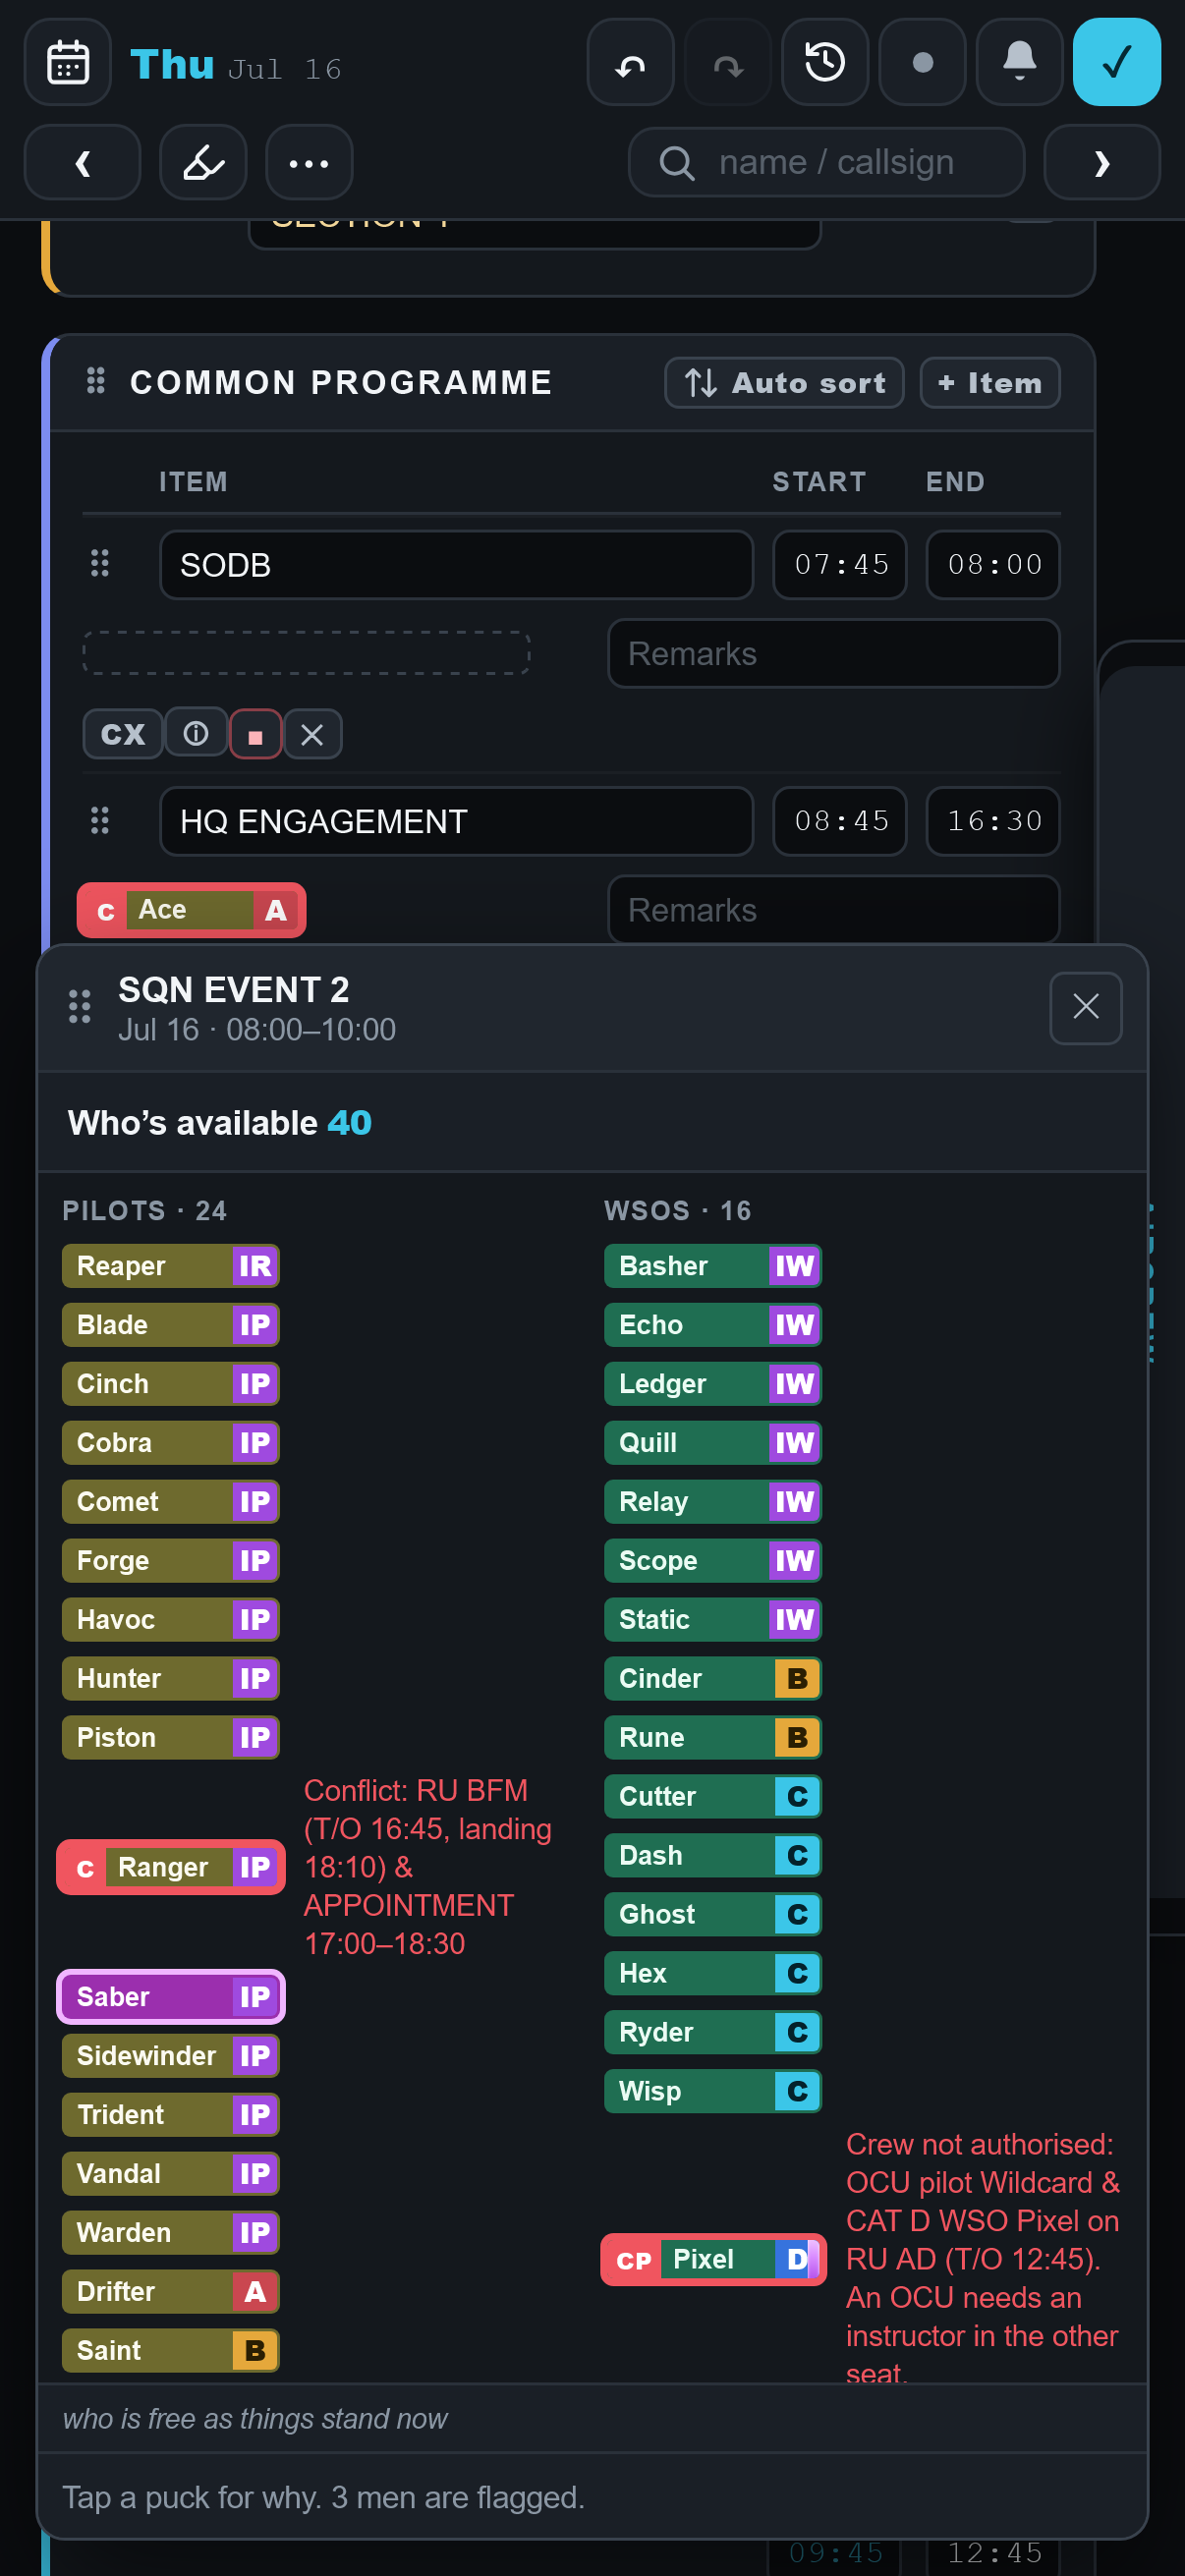 Thu Jul 16
name / callsign
COMMON PROGRAMME
Auto sort
+ Item
ITEM START END
SODB 07:45 08:00
Remarks
CX
HQ ENGAGEMENT 08:45 16:30
C Ace A
Remarks
SQN EVENT 2
Jul 16 · 08:00–10:00
Who’s available 40
PILOTS · 24
Reaper IR
Blade IP
Cinch IP
Cobra IP
Comet IP
Forge IP
Havoc IP
Hunter IP
Piston IP
C Ranger IP
Conflict: RU BFM
(T/O 16:45, landing
18:10) &
APPOINTMENT
17:00–18:30
Saber IP
Sidewinder IP
Trident IP
Vandal IP
Warden IP
Drifter A
Saint B
WSOS · 16
Basher IW
Echo IW
Ledger IW
Quill IW
Relay IW
Scope IW
Static IW
Cinder B
Rune B
Cutter C
Dash C
Ghost C
Hex C
Ryder C
Wisp C
CP Pixel D
Crew not authorised:
OCU pilot Wildcard &
CAT D WSO Pixel on
RU AD (T/O 12:45).
An OCU needs an
instructor in the other
seat.
who is free as things stand now
Tap a puck for why. 3 men are flagged.
09:45 12:45